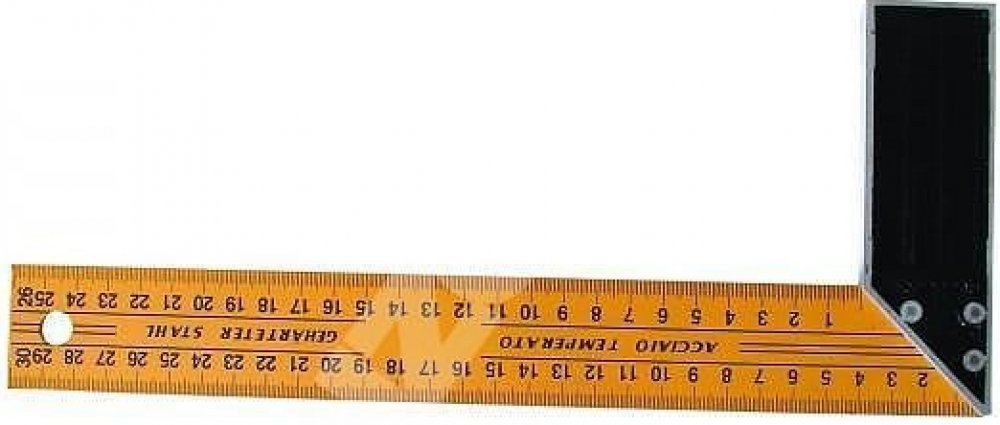 2 3 4 5 6 7 8 9 10 11 12 13 14 15 16 17 18 19 20 21 22 23 24 25 26 27 28 29
ACCIAIO TEMPERATO GEHARTETER STAHL
1 2 3 4 5 6 7 8 9 10 11 12 13 14 15 16 17 18 19 20 21 22 23 24 25